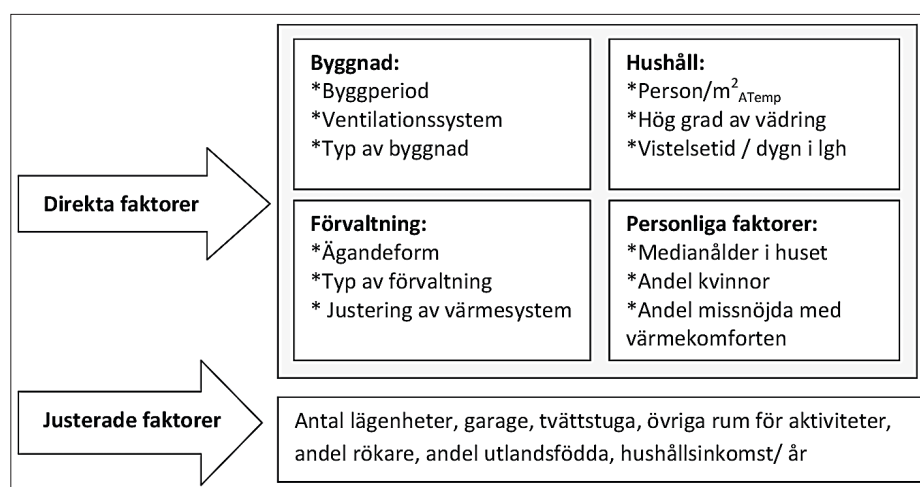 Direkta faktorer
Byggnad:
*Byggperiod
*Ventilationssystem
*Typ av byggnad
Hushåll:
*Person/m²ATemp
*Hög grad av vädring
*Vistelsetid / dygn i lgh
Förvaltning:
*Ägandeform
*Typ av förvaltning
* Justering av värmesystem
Personliga faktorer:
*Medianålder i huset
*Andel kvinnor
*Andel missnöjda med
värmekomforten
Justerade faktorer
Antal lägenheter, garage, tvättstuga, övriga rum för aktiviteter,
andel rökare, andel utlandsfödda, hushållsinkomst/ år